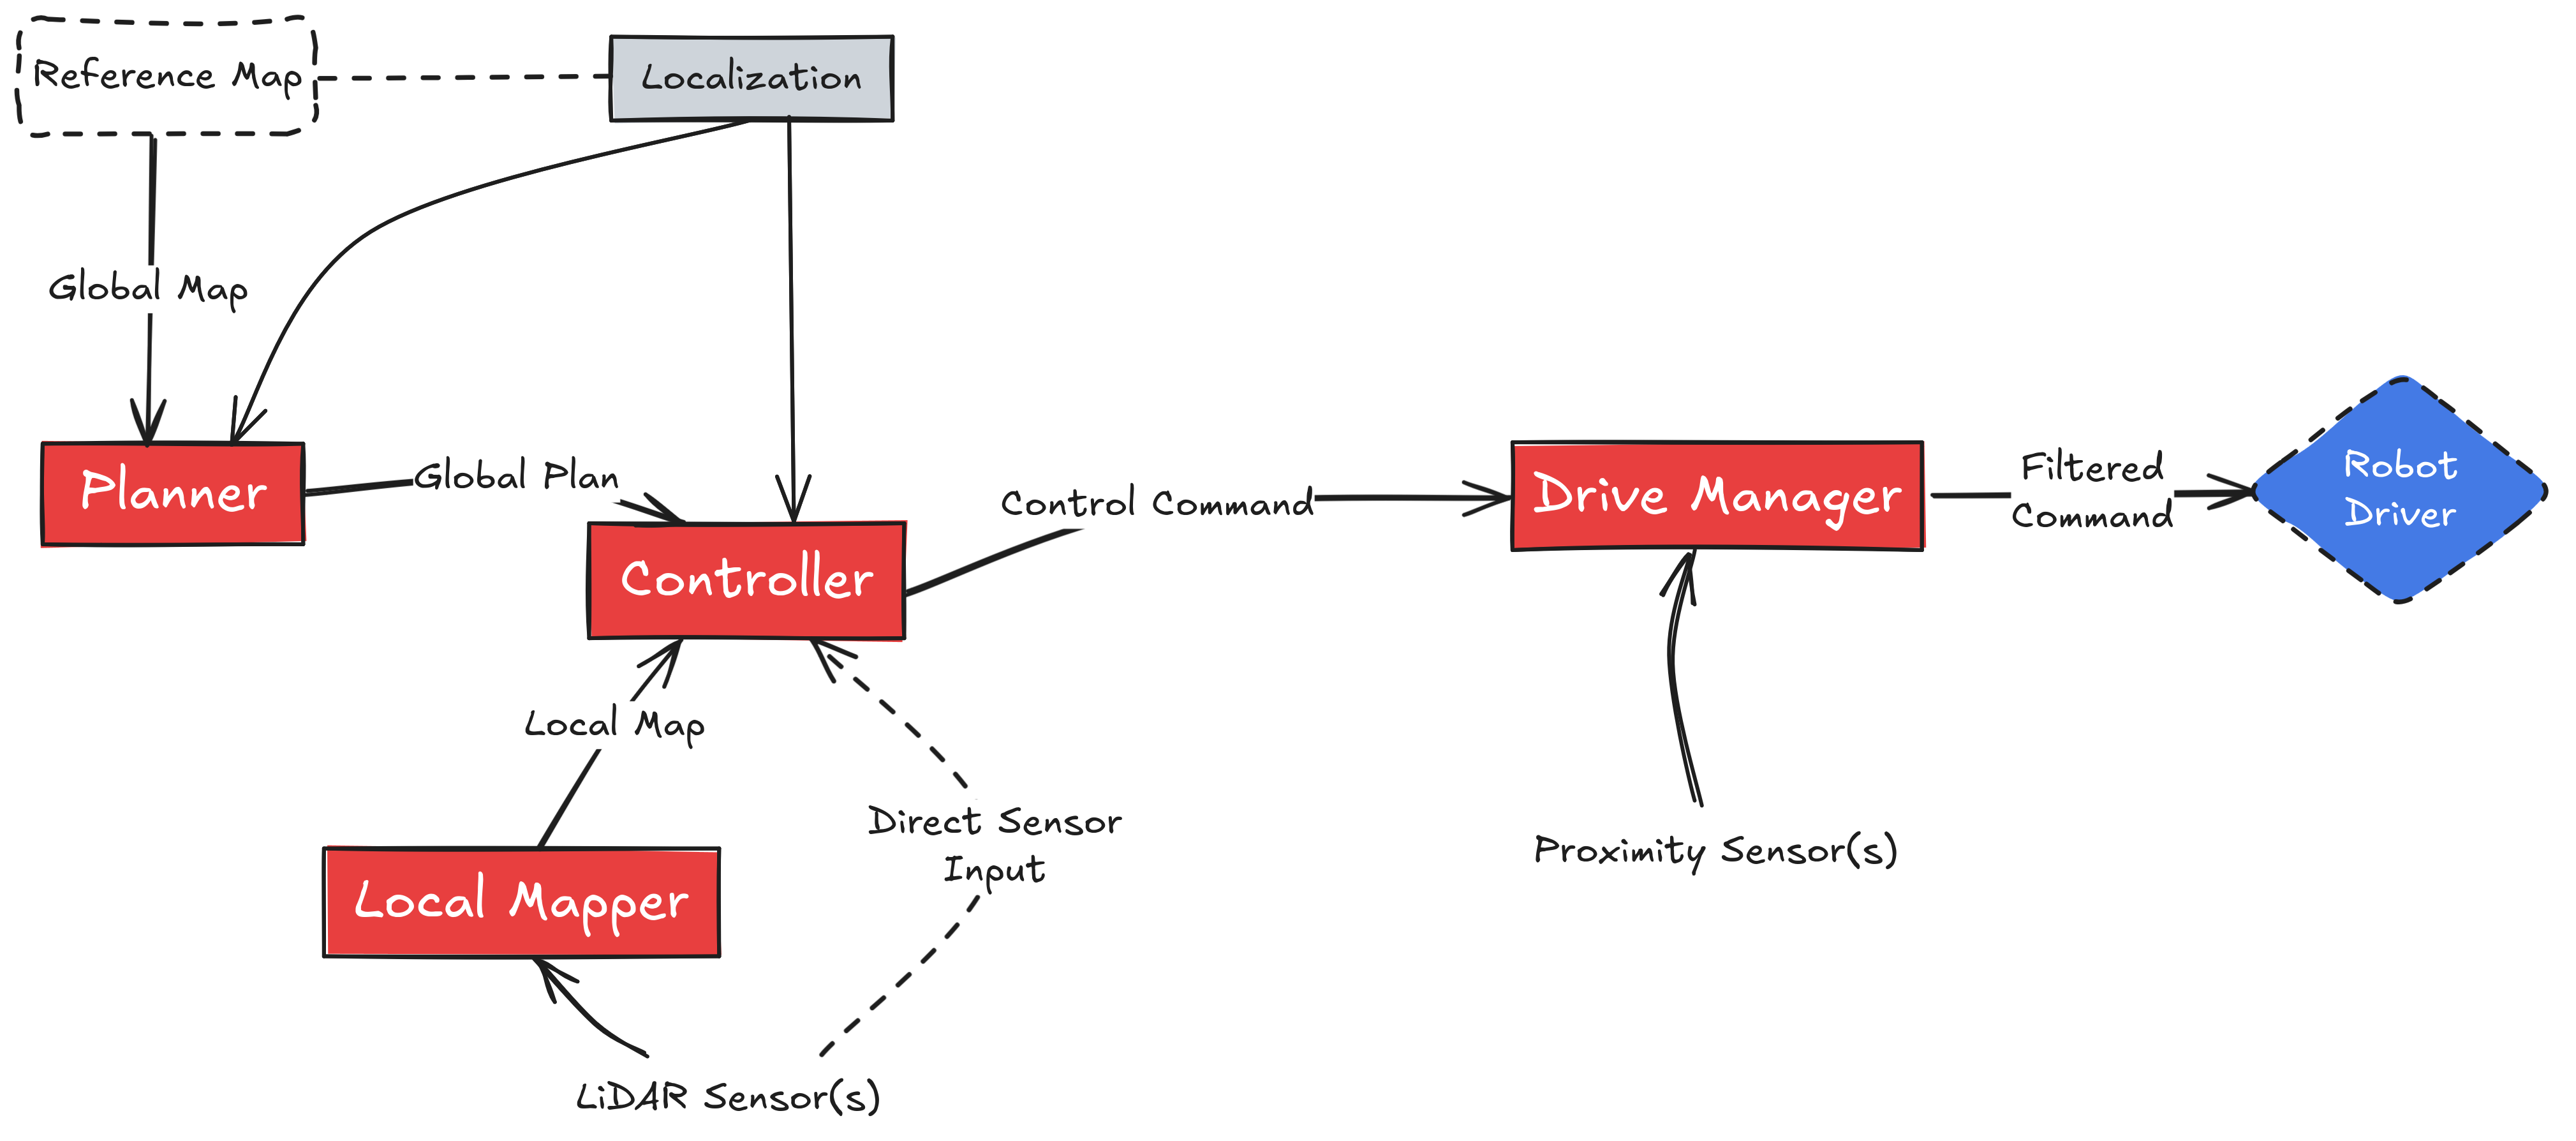 Reference Map
Localization
Global Map
Planner
Global Plan
Controller
Control Command
Drive Manager
Filtered
Command
Robot
Driver
Local Map
Direct Sensor
Input
Local Mapper
Proximity Sensor(s)
LiDAR Sensor(s)